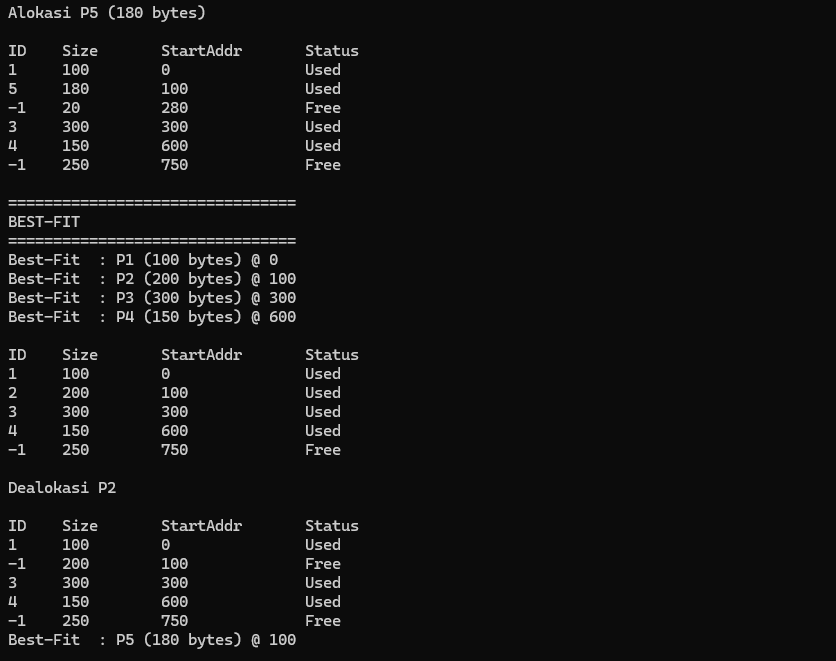 Alokasi P5 (180 bytes)
ID Size StartAddr Status
1 100 0 Used
5 180 100 Used
-1 20 280 Free
3 300 300 Used
4 150 600 Used
-1 250 750 Free
================================
BEST-FIT
================================
Best-Fit : P1 (100 bytes) @ 0
Best-Fit : P2 (200 bytes) @ 100
Best-Fit : P3 (300 bytes) @ 300
Best-Fit : P4 (150 bytes) @ 600
ID Size StartAddr Status
1 100 0 Used
2 200 100 Used
3 300 300 Used
4 150 600 Used
-1 250 750 Free
Dealokasi P2
ID Size StartAddr Status
1 100 0 Used
-1 200 100 Free
3 300 300 Used
4 150 600 Used
-1 250 750 Free
Best-Fit : P5 (180 bytes) @ 100